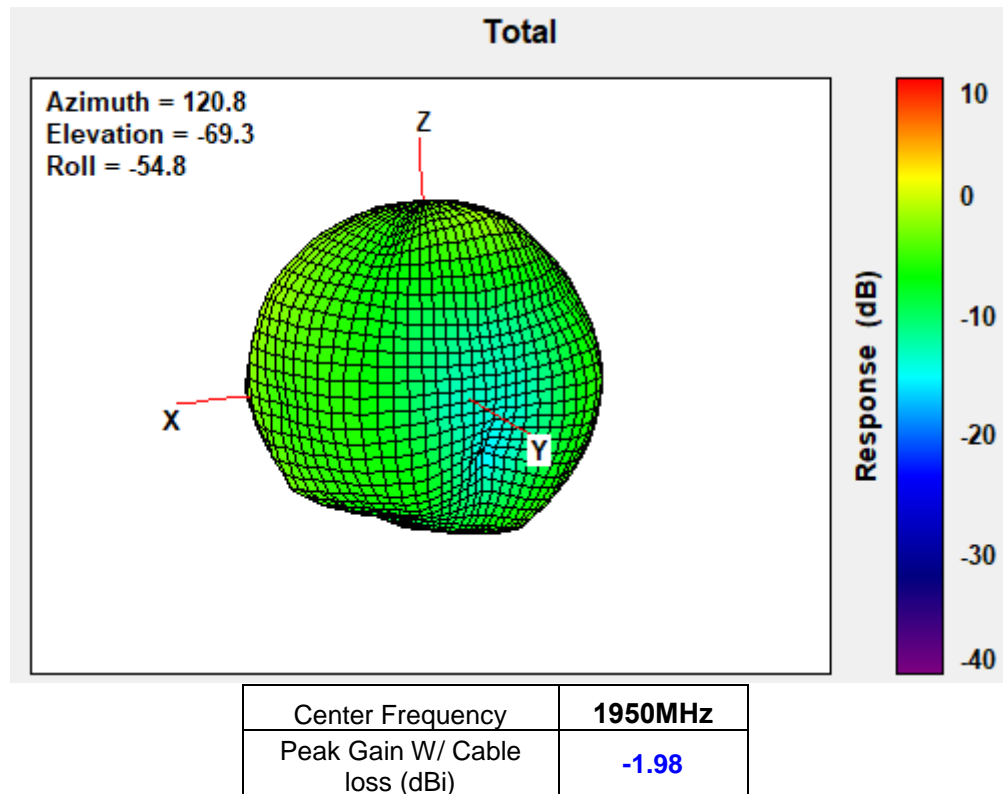 Total
Azimuth = 120.8
Elevation = -69.3
Roll = -54.8
Z
X
Y
10
0
-10
-20
-30
-40
Response (dB)
Center Frequency 1950MHz
Peak Gain W/ Cable
loss (dBi) -1.98